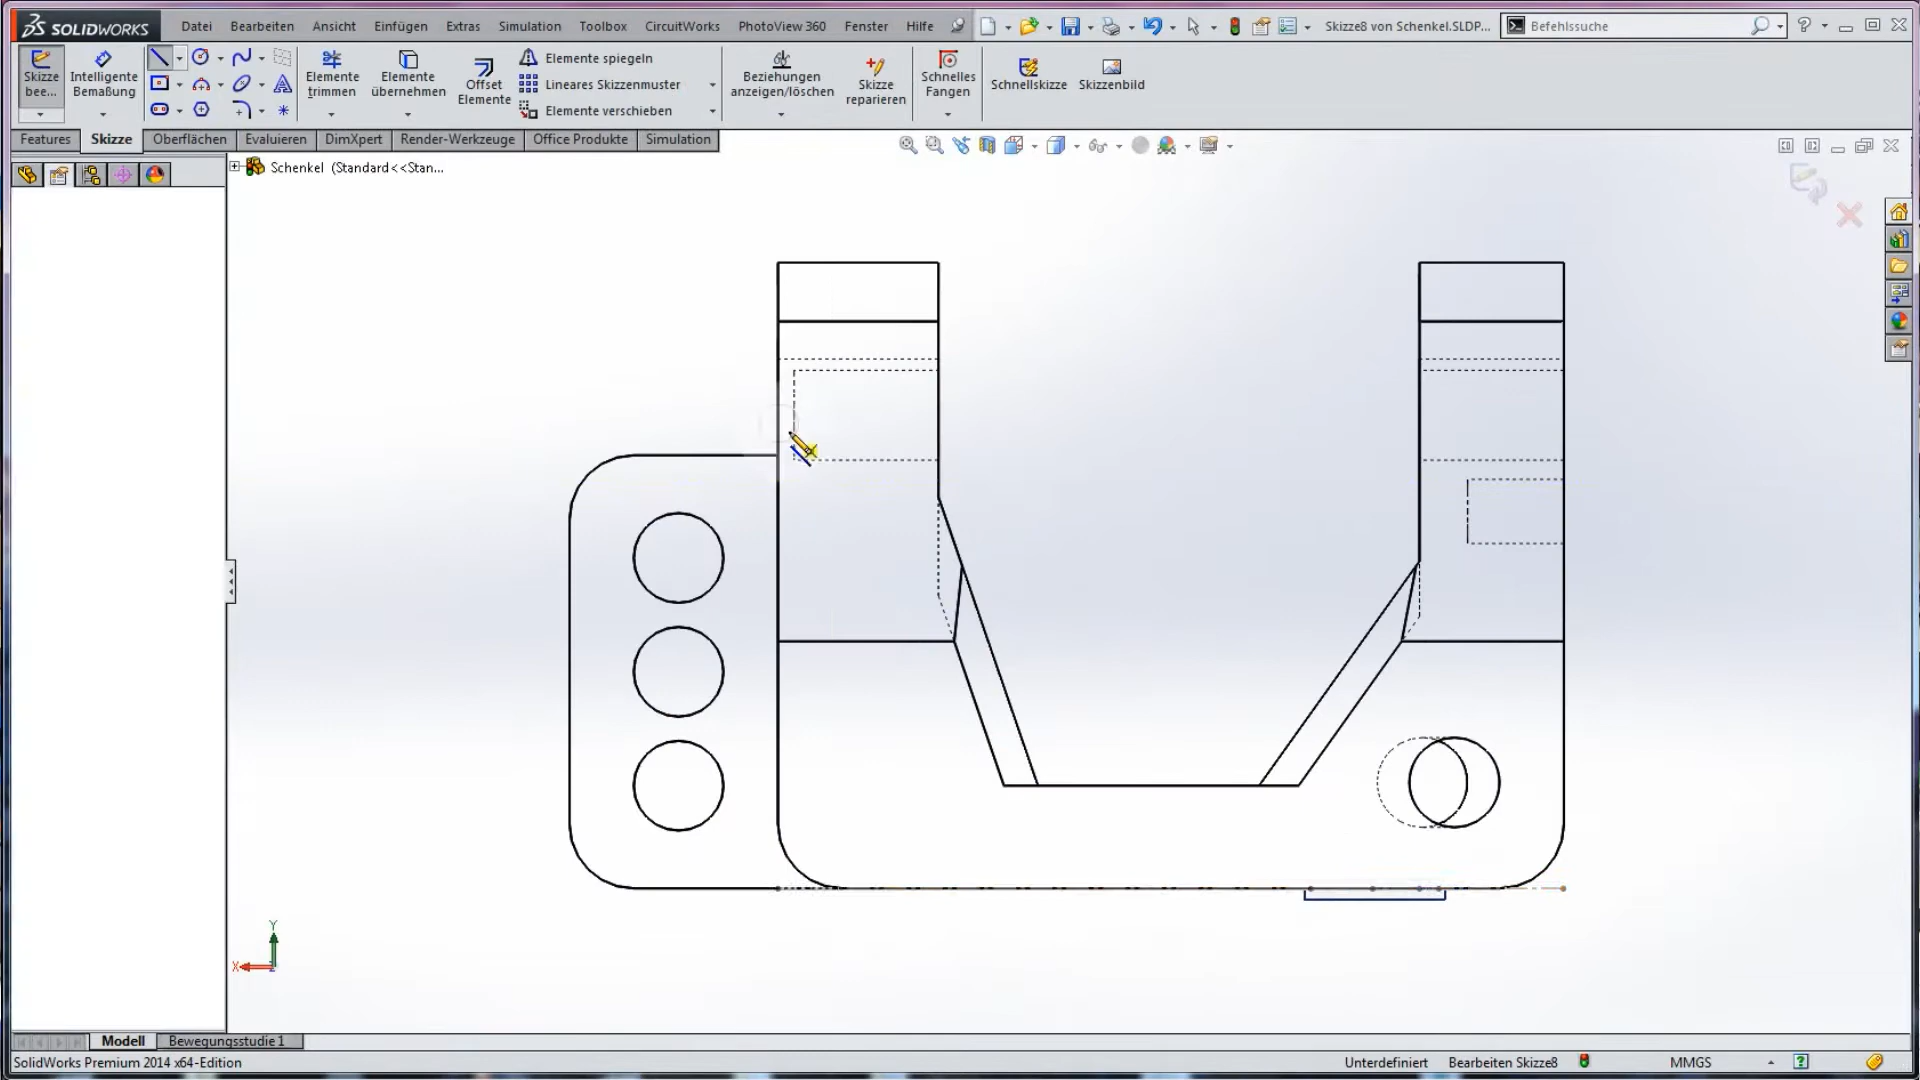 SOLIDWORKS
Datei Bearbeiten Ansicht Einfügen Extras Simulation Toolbox CircuitWorks PhotoView 360 Fenster Hilfe
Skizze8 von Schenkel.SLDP...
Befehlssuche
Skizze bee...
Intelligente Bemaßung
Elemente trimmen
Elemente übernehmen
Offset Elemente
Elemente spiegeln
Lineares Skizzenmuster
Elemente verschieben
Beziehungen anzeigen/löschen
Skizze reparieren
Schnelles Fangen
Schnellskizze
Skizzenbild
Features Skizze Oberflächen Evaluieren DimXpert Render-Werkzeuge Office Produkte Simulation
Schenkel (Standard<<Stan...
Y
X
Modell Bewegungsstudie 1
SolidWorks Premium 2014 x64-Edition
Unterdefiniert Bearbeiten Skizze8 MMGS